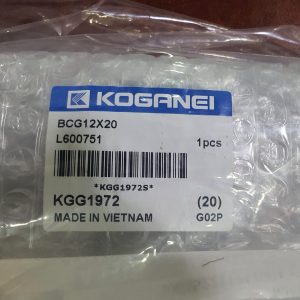 KOGANEI
BCG12X20
L600751 1pcs
*KGG1972S*
KGG1972 (20)
MADE IN VIETNAM G02P